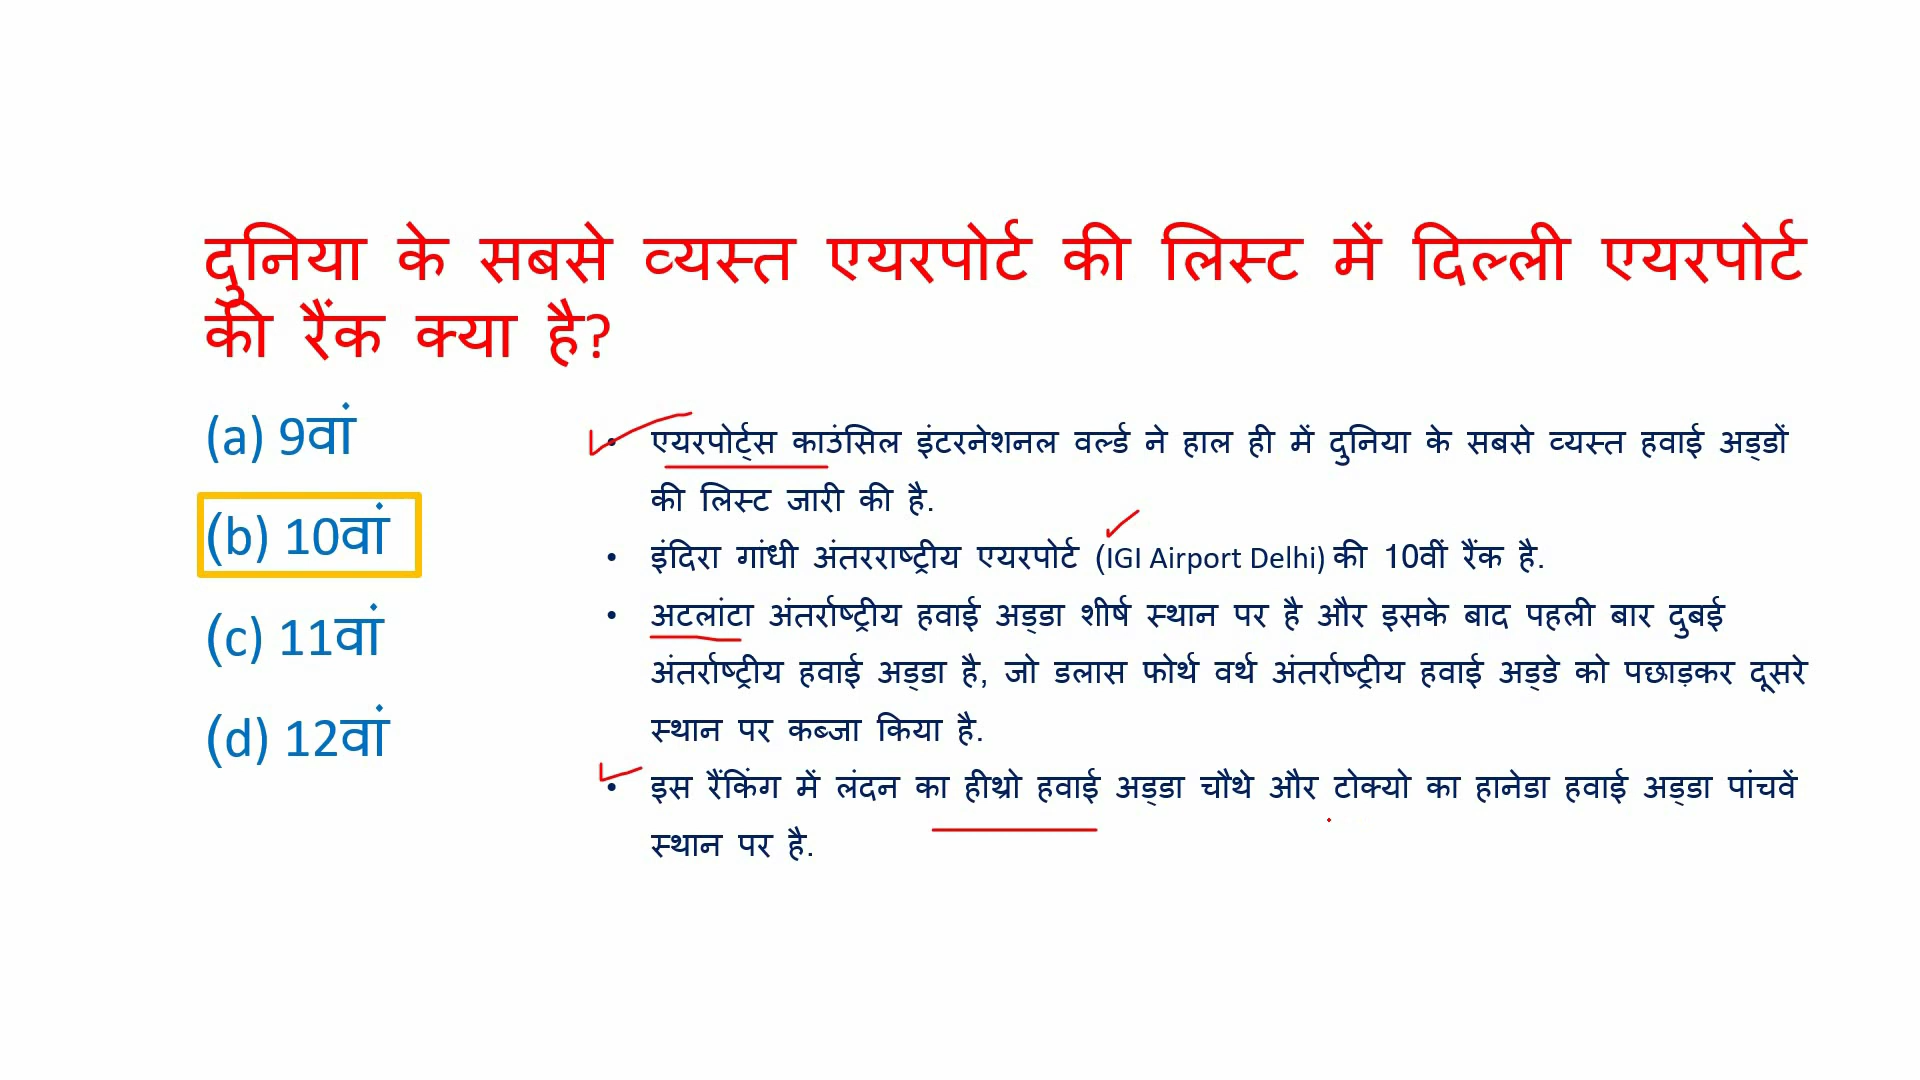 दुनिया के सबसे व्यस्त एयरपोर्ट की लिस्ट में दिल्ली एयरपोर्ट
की रैंक क्या है?
(a) 9वां
(b) 10वां
(c) 11वां
(d) 12वां
• एयरपोर्ट्स काउंसिल इंटरनेशनल वर्ल्ड ने हाल ही में दुनिया के सबसे व्यस्त हवाई अड्डों
की लिस्ट जारी की है.
• इंदिरा गांधी अंतरराष्ट्रीय एयरपोर्ट (IGI Airport Delhi) की 10वीं रैंक है.
• अटलांटा अंतर्राष्ट्रीय हवाई अड्डा शीर्ष स्थान पर है और इसके बाद पहली बार दुबई
अंतर्राष्ट्रीय हवाई अड्डा है, जो डलास फोर्थ वर्थ अंतर्राष्ट्रीय हवाई अड्डे को पछाड़कर दूसरे
स्थान पर कब्जा किया है.
• इस रैंकिंग में लंदन का हीथ्रो हवाई अड्डा चौथे और टोक्यो का हानेडा हवाई अड्डा पांचवें
स्थान पर है.